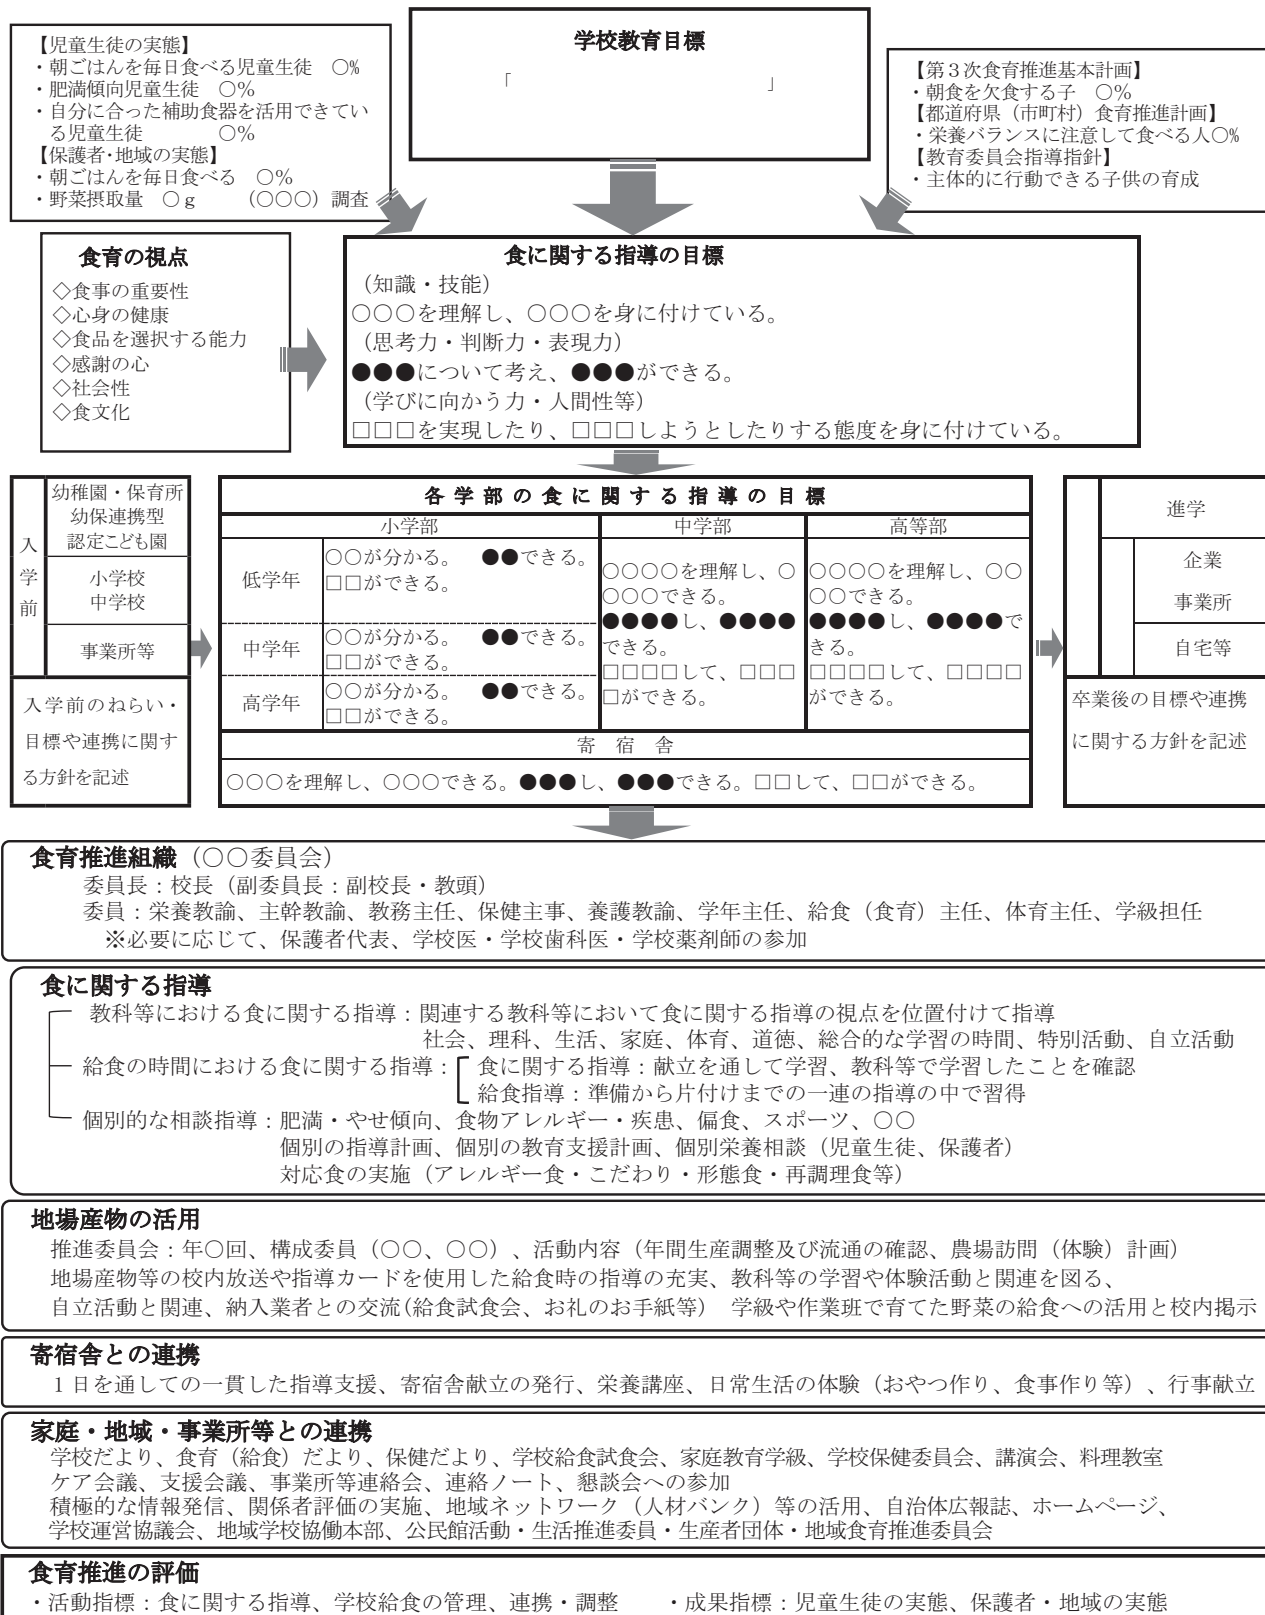 【児童生徒の実態】
・朝ごはんを毎日食べる児童生徒　○%
・肥満傾向児童生徒　○%
・自分に合った補助食器を活用できてい
る児童生徒　　　　○%
【保護者･地域の実態】
・朝ごはんを毎日食べる　○%
・野菜摂取量　○ｇ　　（○○○）調査
学校教育目標
「　　　　　　　　　　　　」
【第３次食育推進基本計画】
・朝食を欠食する子　○%
【都道府県（市町村）食育推進計画】
・栄養バランスに注意して食べる人○%
【教育委員会指導指針】
・主体的に行動できる子供の育成
食育の視点
◇食事の重要性
◇心身の健康
◇食品を選択する能力
◇感謝の心
◇社会性
◇食文化
食に関する指導の目標
（知識・技能）
○○○を理解し、○○○を身に付けている。
（思考力・判断力・表現力）
●●●について考え、●●●ができる。
（学びに向かう力・人間性等）
□□□を実現したり、□□□しようとしたりする態度を身に付けている。
入学前
幼稚園・保育所
幼保連携型
認定こども園
小学校
中学校
事業所等
入学前のねらい・
目標や連携に関す
る方針を記述
各学部の食に関する指導の目標
小学部
中学部
高等部
低学年
○○が分かる。　●●できる。
□□ができる。
中学年
○○が分かる。　●●できる。
□□ができる。
高学年
○○が分かる。　●●できる。
□□ができる。
○○○○を理解し、○
○○○できる。
●●●●し、●●●●
できる。
□□□□して、□□□
□ができる。
○○○○を理解し、○○
○○できる。
●●●●し、●●●●で
きる。
□□□□して、□□□□
ができる。
寄　宿　舎
○○○を理解し、○○○できる。●●●し、●●●できる。□□して、□□ができる。
進学
企業
事業所
自宅等
卒業後の目標や連携
に関する方針を記述
食育推進組織（○○委員会）
委員長：校長（副委員長：副校長・教頭）
委員：栄養教諭、主幹教諭、教務主任、保健主事、養護教諭、学年主任、給食（食育）主任、体育主任、学級担任
※必要に応じて、保護者代表、学校医・学校歯科医・学校薬剤師の参加
食に関する指導
教科等における食に関する指導：関連する教科等において食に関する指導の視点を位置付けて指導
社会、理科、生活、家庭、体育、道徳、総合的な学習の時間、特別活動、自立活動
給食の時間における食に関する指導：食に関する指導：献立を通して学習、教科等で学習したことを確認
給食指導：準備から片付けまでの一連の指導の中で習得
個別的な相談指導：肥満・やせ傾向、食物アレルギー・疾患、偏食、スポーツ、○○
個別の指導計画、個別の教育支援計画、個別栄養相談（児童生徒、保護者）
対応食の実施（アレルギー食・こだわり・形態食・再調理食等）
地場産物の活用
推進委員会：年○回、構成委員（○○、○○）、活動内容（年間生産調整及び流通の確認、農場訪問（体験）計画）
地場産物等の校内放送や指導カードを使用した給食時の指導の充実、教科等の学習や体験活動と関連を図る、
自立活動と関連、納入業者との交流(給食試食会、お礼のお手紙等)　学級や作業班で育てた野菜の給食への活用と校内掲示
寄宿舎との連携
１日を通しての一貫した指導支援、寄宿舎献立の発行、栄養講座、日常生活の体験（おやつ作り、食事作り等）、行事献立
家庭・地域・事業所等との連携
学校だより、食育（給食）だより、保健だより、学校給食試食会、家庭教育学級、学校保健委員会、講演会、料理教室
ケア会議、支援会議、事業所等連絡会、連絡ノート、懇談会への参加
積極的な情報発信、関係者評価の実施、地域ネットワーク（人材バンク）等の活用、自治体広報誌、ホームページ、
学校運営協議会、地域学校協働本部、公民館活動・生活推進委員・生産者団体・地域食育推進委員会
食育推進の評価
・活動指標：食に関する指導、学校給食の管理、連携・調整　　・成果指標：児童生徒の実態、保護者・地域の実態